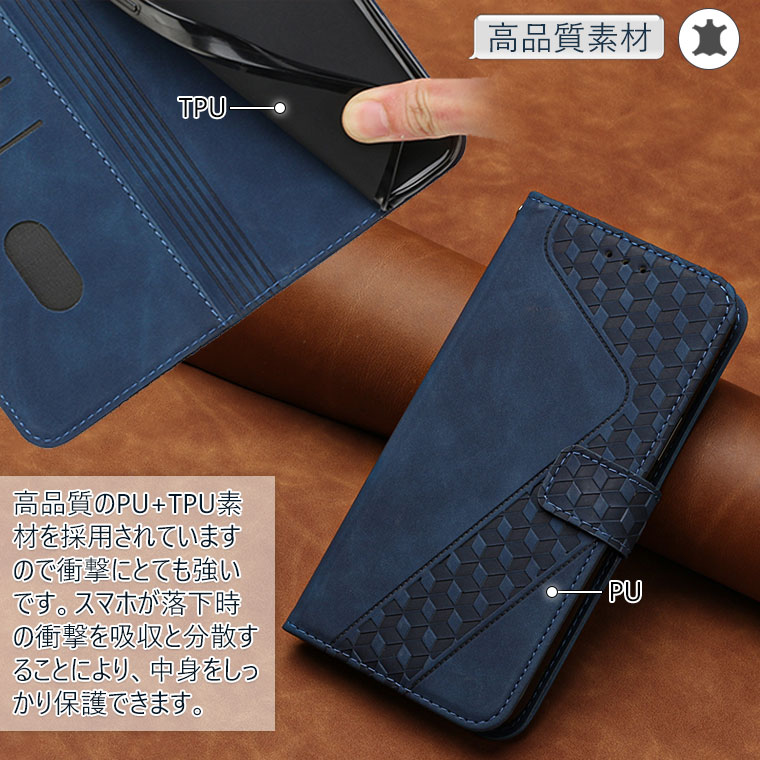 高品質素材
TPU
PU
高品質のPU+TPU素
材を採用されています
ので衝撃にとても強い
です。スマホが落下時
の衝撃を吸収と分散す
ることにより、中身をしっ
かり保護できます。